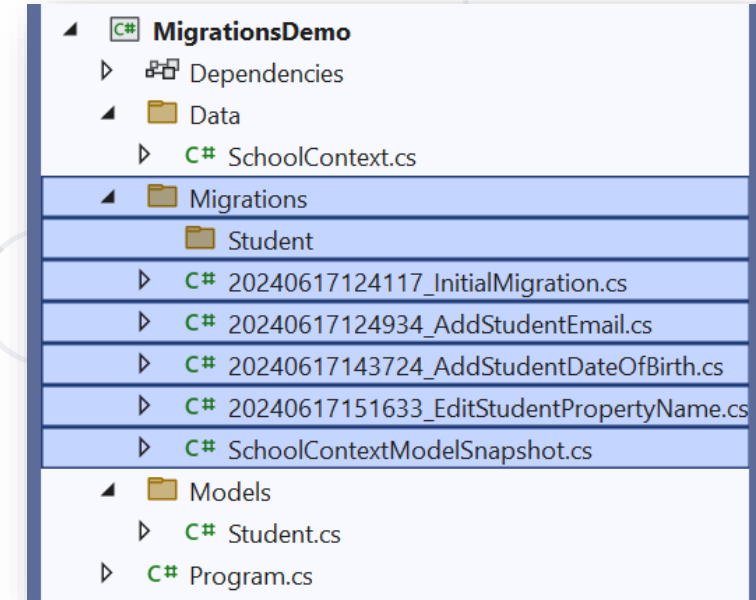 C# MigrationsDemo
Dependencies
Data
C# SchoolContext.cs
Migrations
Student
C# 20240617124117_InitialMigration.cs
C# 20240617124934_AddStudentEmail.cs
C# 20240617143724_AddStudentDateOfBirth.cs
C# 20240617151633_EditStudentPropertyName.cs
C# SchoolContextModelSnapshot.cs
Models
C# Student.cs
C# Program.cs